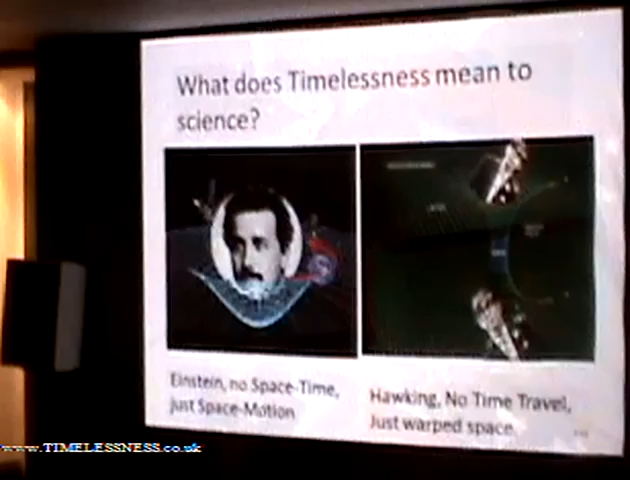 What does Timelessness mean to
science?
Einstein, no Space-Time,
just Space-Motion
Hawking, No Time Travel,
Just warped space
www.TIMELESSNESS.co.uk